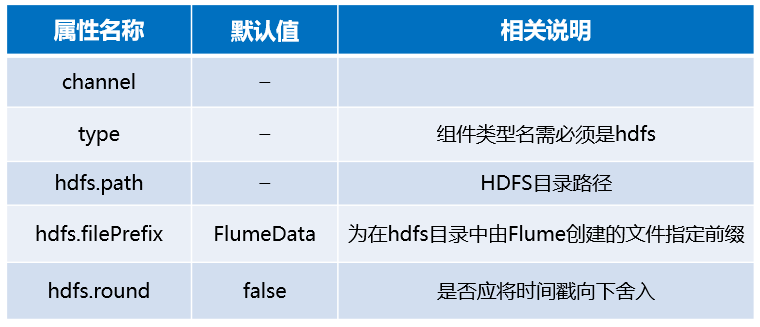 属性名称 默认值 相关说明
channel –
type – 组件类型名需必须是hdfs
hdfs.path – HDFS目录路径
hdfs.filePrefix FlumeData 为在hdfs目录中由Flume创建的文件指定前缀
hdfs.round false 是否应将时间戳向下舍入